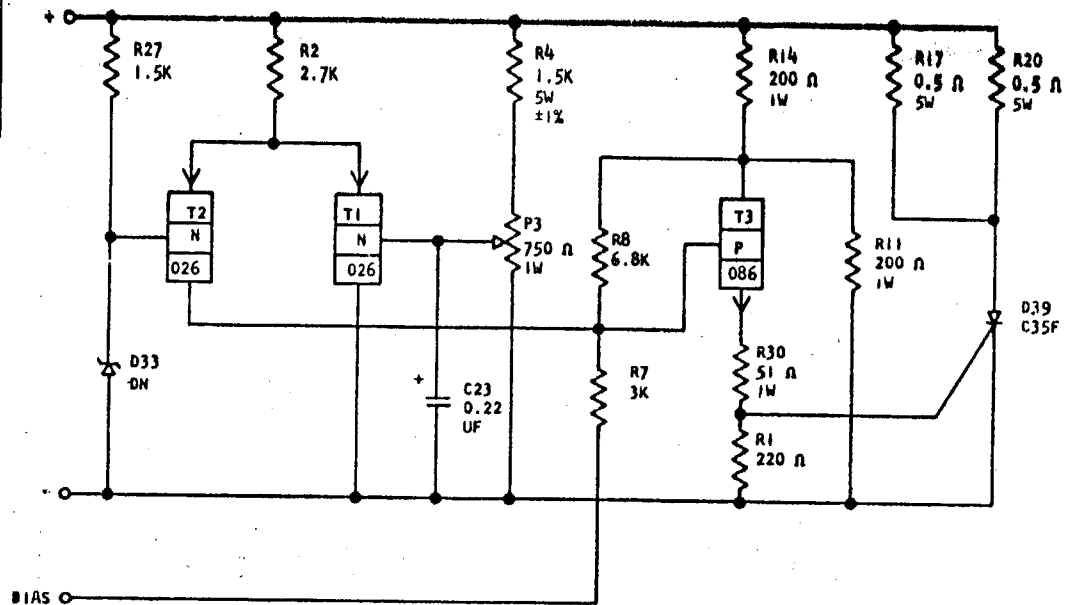 +
R27
1.5K
R2
2.7K
R4
1.5K
5W
±1%
R14
200 Ω
1W
R17
0.5 Ω
5W
R20
0.5 Ω
5W
T2
N
026
T1
N
026
P3
750 Ω
1W
R8
6.8K
T3
P
086
R11
200 Ω
1W
D33
DN
+
C23
0.22
UF
R7
3K
R30
51 Ω
1W
R1
220 Ω
D39
C35F
-
BIAS